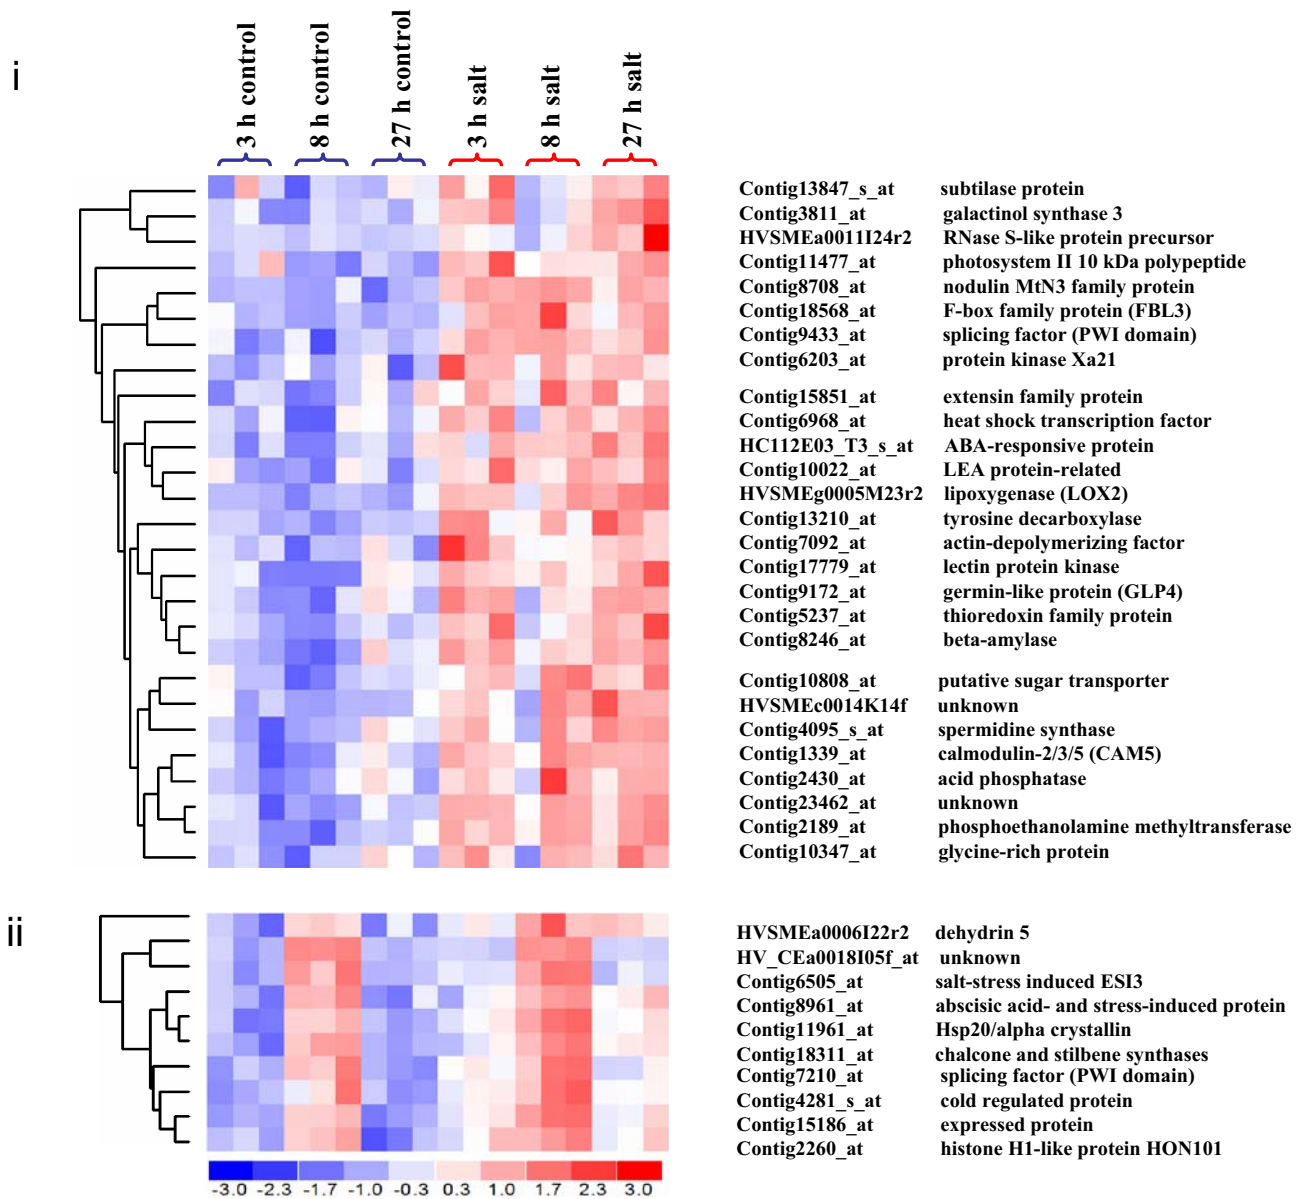 i
3 h control
8 h control
27 h control
3 h salt
8 h salt
27 h salt
Contig13847_s_at subtilase protein
Contig3811_at galactinol synthase 3
HVSMEa0011I24r2 RNase S-like protein precursor
Contig11477_at photosystem II 10 kDa polypeptide
Contig8708_at nodulin MtN3 family protein
Contig18568_at F-box family protein (FBL3)
Contig9433_at splicing factor (PWI domain)
Contig6203_at protein kinase Xa21
Contig15851_at extensin family protein
Contig6968_at heat shock transcription factor
HC112E03_T3_s_at ABA-responsive protein
Contig10022_at LEA protein-related
HVSMEg0005M23r2 lipoxygenase (LOX2)
Contig13210_at tyrosine decarboxylase
Contig7092_at actin-depolymerizing factor
Contig17779_at lectin protein kinase
Contig9172_at germin-like protein (GLP4)
Contig5237_at thioredoxin family protein
Contig8246_at beta-amylase
Contig10808_at putative sugar transporter
HVSMEc0014K14f unknown
Contig4095_s_at spermidine synthase
Contig1339_at calmodulin-2/3/5 (CAM5)
Contig2430_at acid phosphatase
Contig23462_at unknown
Contig2189_at phosphoethanolamine methyltransferase
Contig10347_at glycine-rich protein
ii
HVSMEa0006I22r2 dehydrin 5
HV_CEa0018I05f_at unknown
Contig6505_at salt-stress induced ESI3
Contig8961_at abscisic acid- and stress-induced protein
Contig11961_at Hsp20/alpha crystallin
Contig18311_at chalcone and stilbene synthases
Contig7210_at splicing factor (PWI domain)
Contig4281_s_at cold regulated protein
Contig15186_at expressed protein
Contig2260_at histone H1-like protein HON101
-3.0 -2.3 -1.7 -1.0 -0.3 0.3 1.0 1.7 2.3 3.0